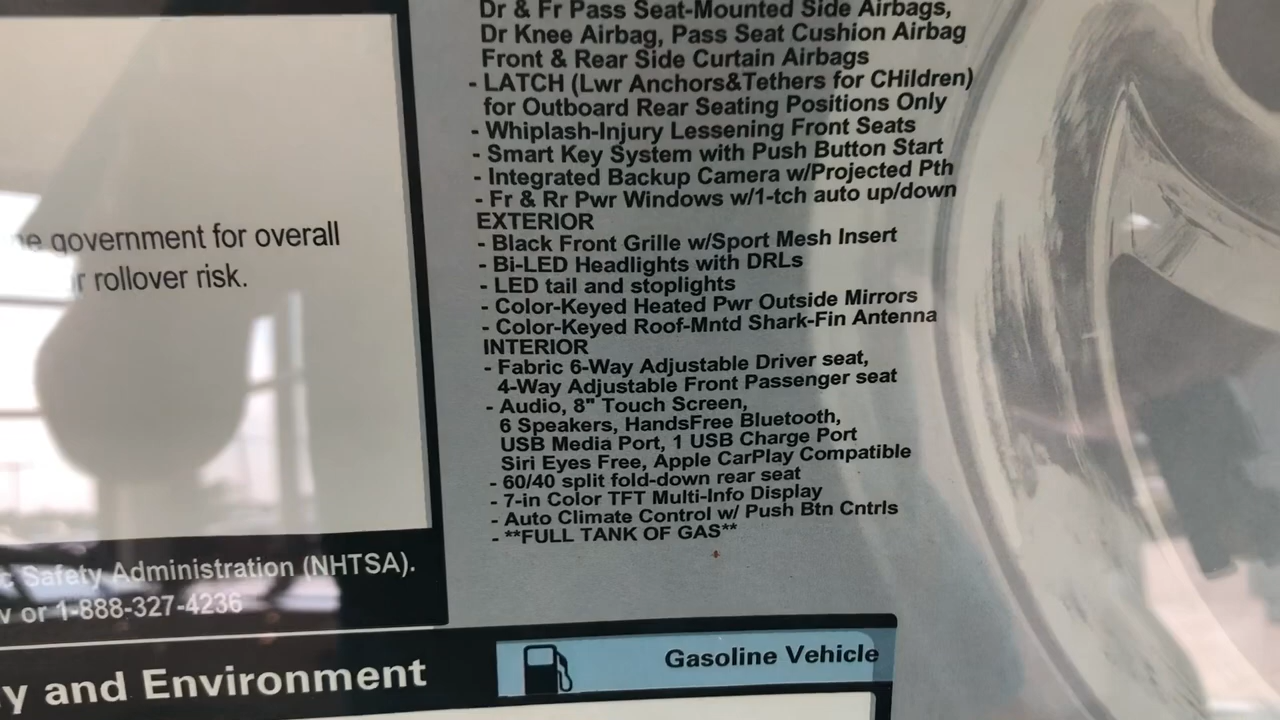 government for overall
rollover risk.
Safety Administration (NHTSA).
or 1-888-327-4236
and Environment
Dr & Fr Pass Seat-Mounted Side Airbags,
Dr Knee Airbag, Pass Seat Cushion Airbag
Front & Rear Side Curtain Airbags
- LATCH (Lwr Anchors&Tethers for CHildren)
for Outboard Rear Seating Positions Only
- Whiplash-Injury Lessening Front Seats
- Smart Key System with Push Button Start
- Integrated Backup Camera w/Projected Pth
- Fr & Rr Pwr Windows w/1-tch auto up/down
EXTERIOR
- Black Front Grille w/Sport Mesh Insert
- Bi-LED Headlights with DRLs
- LED tail and stoplights
- Color-Keyed Heated Pwr Outside Mirrors
- Color-Keyed Roof-Mntd Shark-Fin Antenna
INTERIOR
- Fabric 6-Way Adjustable Driver seat,
4-Way Adjustable Front Passenger seat
- Audio, 8" Touch Screen,
6 Speakers, HandsFree Bluetooth,
USB Media Port, 1 USB Charge Port
Siri Eyes Free, Apple CarPlay Compatible
- 60/40 split fold-down rear seat
- 7-in Color TFT Multi-Info Display
- Auto Climate Control w/ Push Btn Cntrls
- **FULL TANK OF GAS**
Gasoline Vehicle